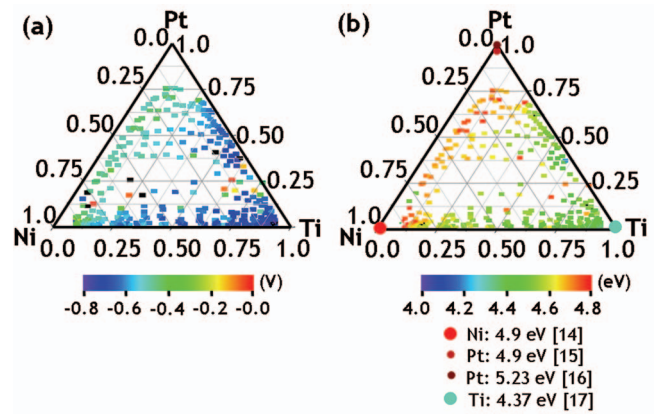 (a)
Pt
0.0 1.0
0.25 0.75
0.50 0.50
0.75 0.25
1.0
Ni Ti
0.0 0.25 0.50 0.75 1.0
(V)
-0.8 -0.6 -0.4 -0.2 -0.0
(b)
Pt
0.0 1.0
0.25 0.75
0.50 0.50
0.75 0.25
1.0
Ni Ti
0.0 0.25 0.50 0.75 1.0
(eV)
4.0 4.2 4.4 4.6 4.8
Ni: 4.9 eV [14]
Pt: 4.9 eV [15]
Pt: 5.23 eV [16]
Ti: 4.37 eV [17]